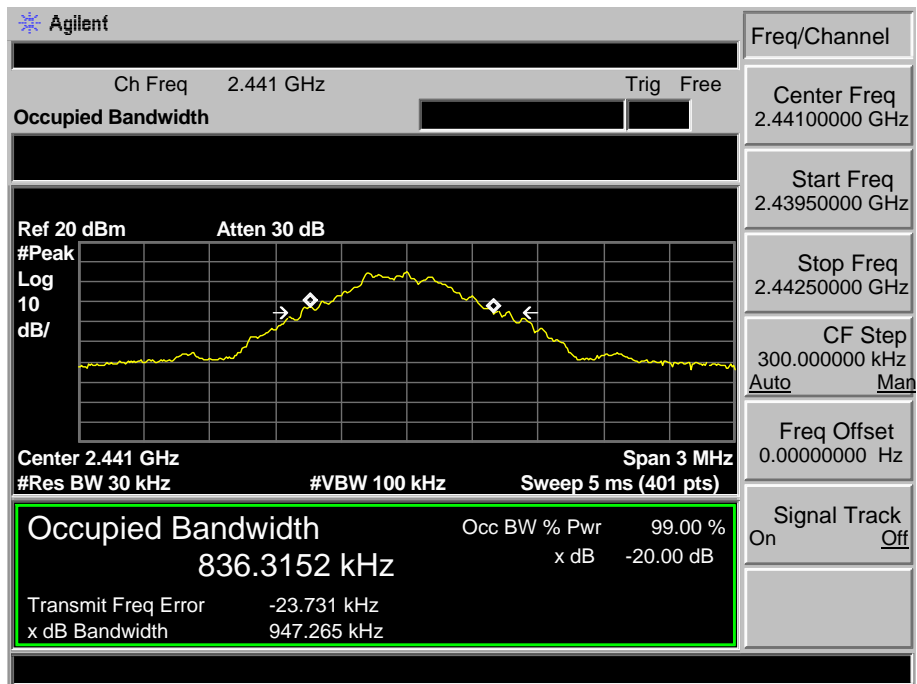 Agilent
Freq/Channel
Ch Freq 2.441 GHz Trig Free
Occupied Bandwidth
Center Freq
2.44100000 GHz
Start Freq
2.43950000 GHz
Stop Freq
2.44250000 GHz
CF Step
300.000000 kHz
Auto Man
Freq Offset
0.00000000 Hz
Signal Track
On Off
Ref 20 dBm Atten 30 dB
#Peak
Log
10
dB/
Center 2.441 GHz Span 3 MHz
#Res BW 30 kHz #VBW 100 kHz Sweep 5 ms (401 pts)
Occupied Bandwidth Occ BW % Pwr 99.00 %
836.3152 kHz x dB -20.00 dB
Transmit Freq Error -23.731 kHz
x dB Bandwidth 947.265 kHz